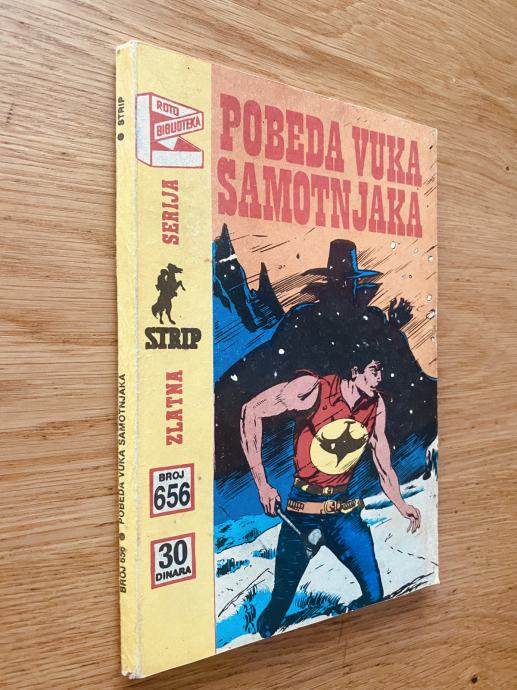 ROTO
BIBLIOTEKA
POBEDA VUKA
SAMOTNJAKA
ZLATNA STRIP SERIJA
BROJ
656
30
DINARA
BROJ 656 ● POBEDA VUKA SAMOTNJAKA ● STRIP